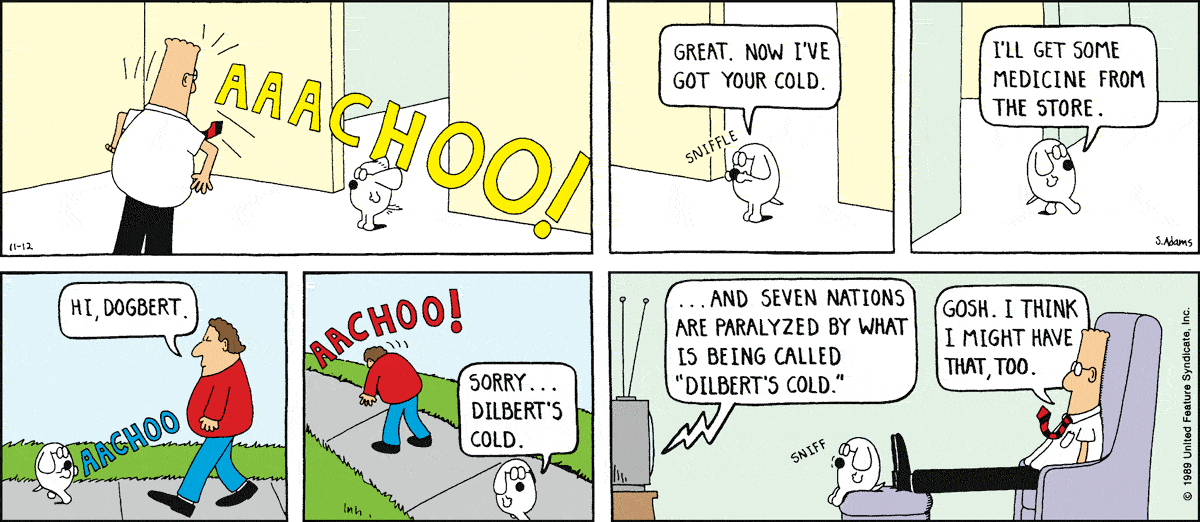 AAACHOO!
11-12
GREAT. NOW I'VE
GOT YOUR COLD.
SNIFFLE
I'LL GET SOME
MEDICINE FROM
THE STORE.
S. Adams
HI, DOGBERT.
AACHOO
AACHOO!
SORRY...
DILBERT'S
COLD.
...AND SEVEN NATIONS
ARE PARALYZED BY WHAT
IS BEING CALLED
"DILBERT'S COLD."
GOSH. I THINK
I MIGHT HAVE
THAT, TOO.
SNIFF
© 1989 United Feature Syndicate, Inc.